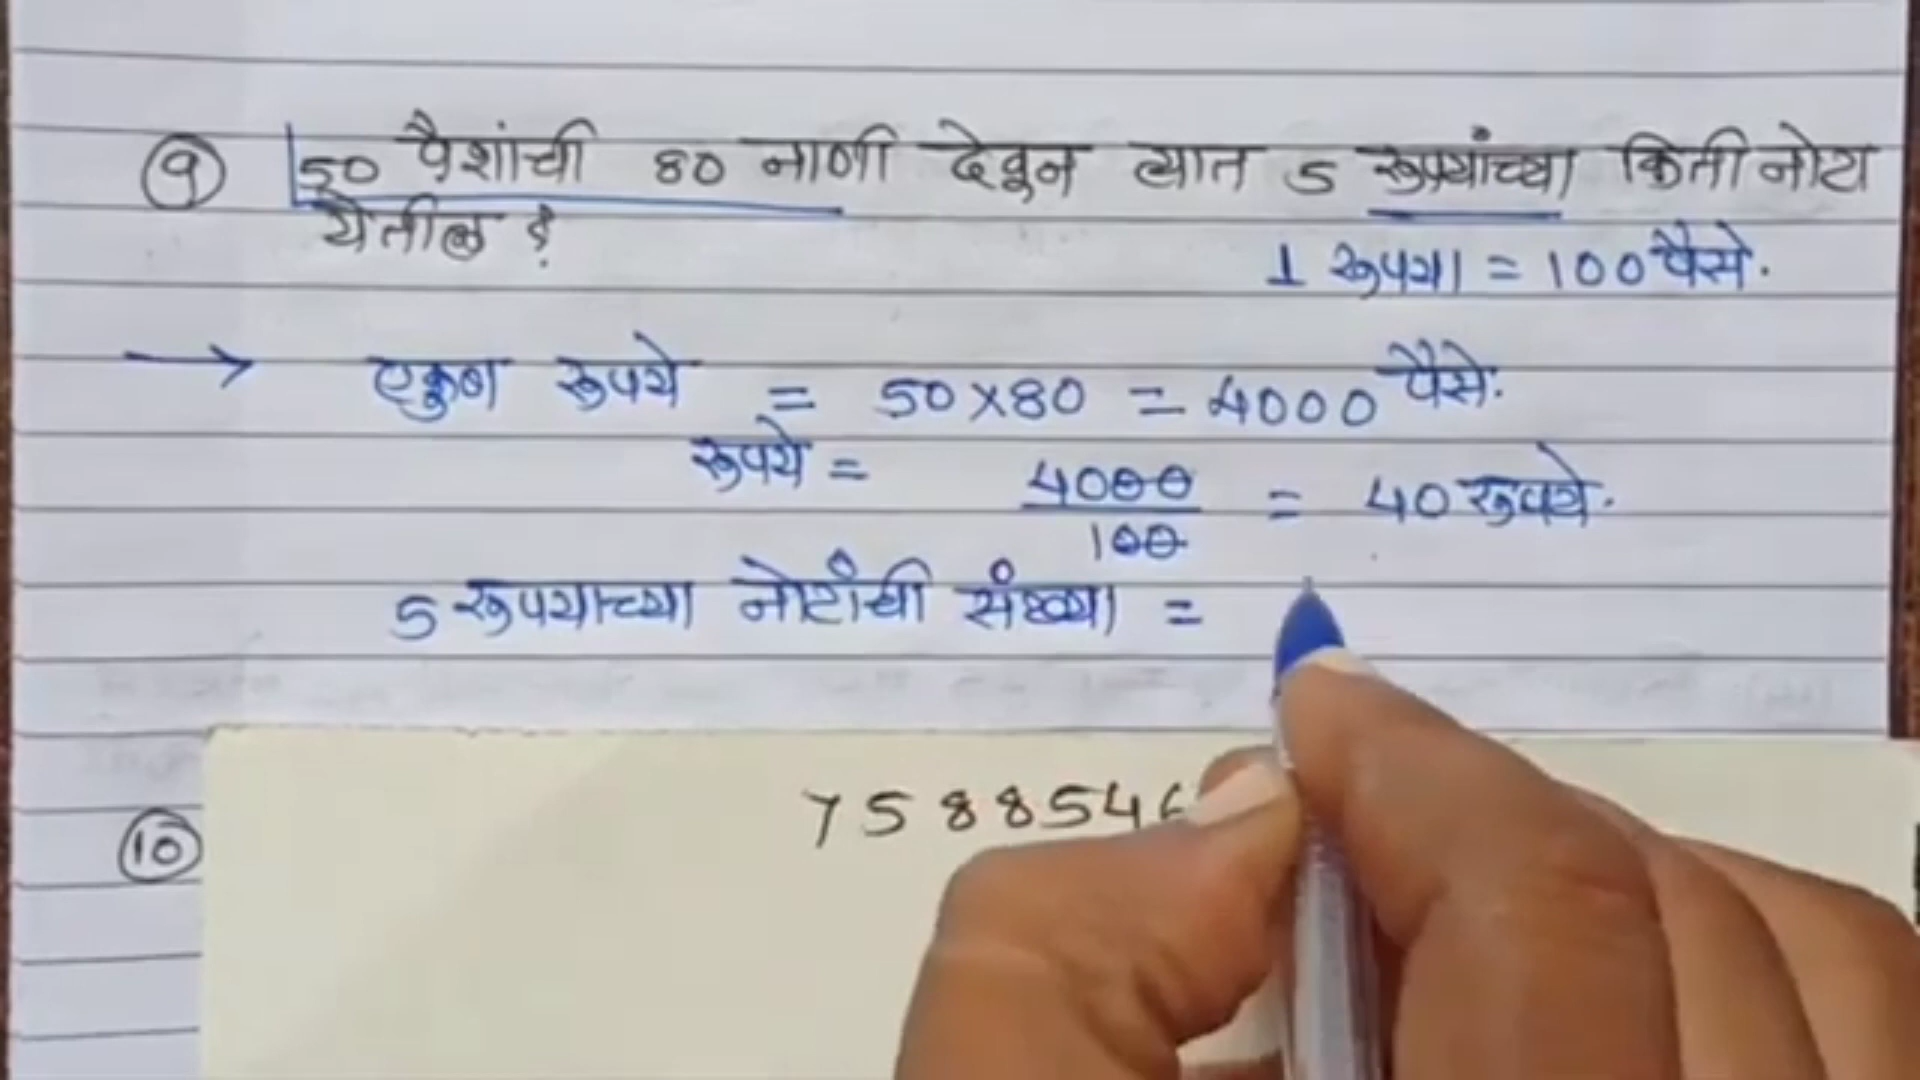 9 50 पैशांची 80 नाणी देवून त्यात 5 रूपयांच्या किती नोटा
येतील ?
1 रूपया = 100 पैसे.
→ एकुण रूपये = 50 × 80 = 4000 पैसे.
रूपये = 4000/100 = 40 रूपये.
5 रूपयाच्या नोटांची संख्या =
758854
10